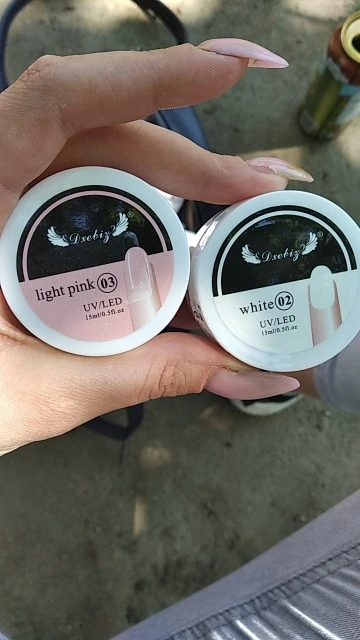 Dxebiz
light pink 03
UV/LED
15ml/0.5fl.oz
Dxebiz
white 02
UV/LED
15ml/0.5fl.oz